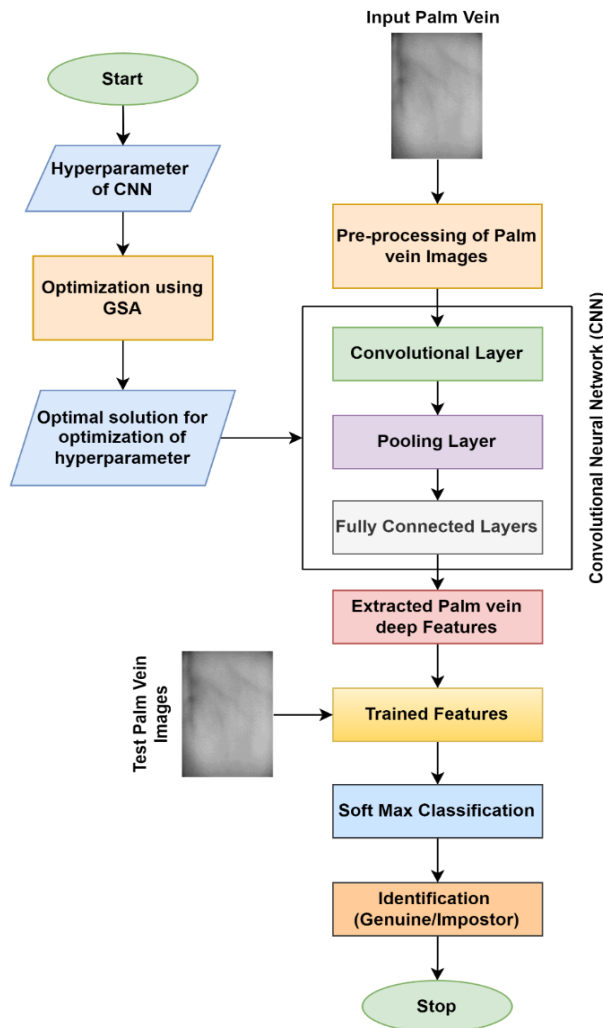 Input Palm Vein
Start
Hyperparameter
of CNN
Optimization using
GSA
Optimal solution for
optimization of
hyperparameter
Pre-processing of Palm
vein Images
Convolutional Layer
Pooling Layer
Fully Connected Layers
Convolutional Neural Network (CNN)
Extracted Palm vein
deep Features
Test Palm Vein
Images
Trained Features
Soft Max Classification
Identification
(Genuine/Impostor)
Stop